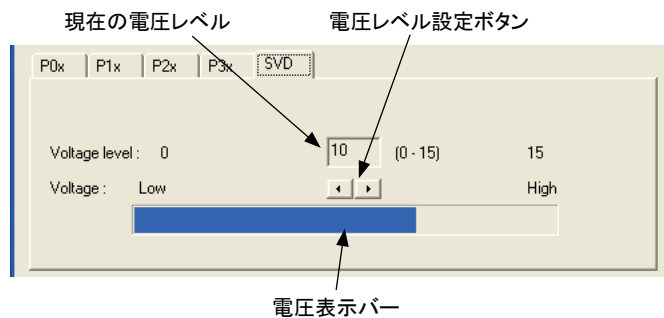 現在の電圧レベル 電圧レベル設定ボタン
P0x P1x P2x P3x SVD
Voltage level : 0 10 (0 - 15) 15
Voltage : Low High
電圧表示バー